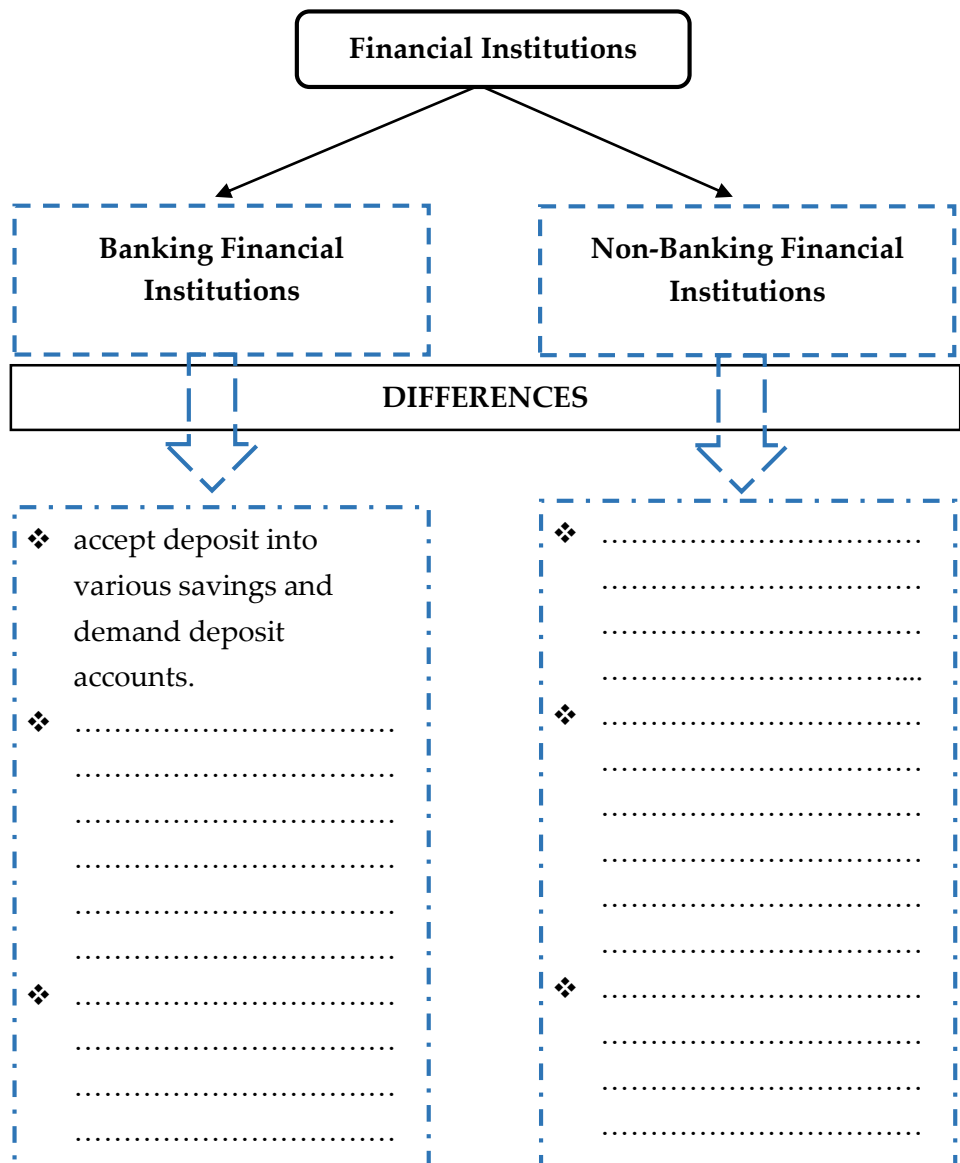 Financial Institutions
Banking Financial
Institutions
Non-Banking Financial
Institutions
DIFFERENCES
❖ accept deposit into
various savings and
demand deposit
accounts.
❖ ……………………………
……………………………
……………………………
……………………………
……………………………
……………………………
❖ ……………………………
……………………………
……………………………
……………………………
❖ ……………………………
……………………………
……………………………
…………………………....
❖ ……………………………
……………………………
……………………………
……………………………
……………………………
……………………………
❖ ……………………………
……………………………
……………………………
……………………………